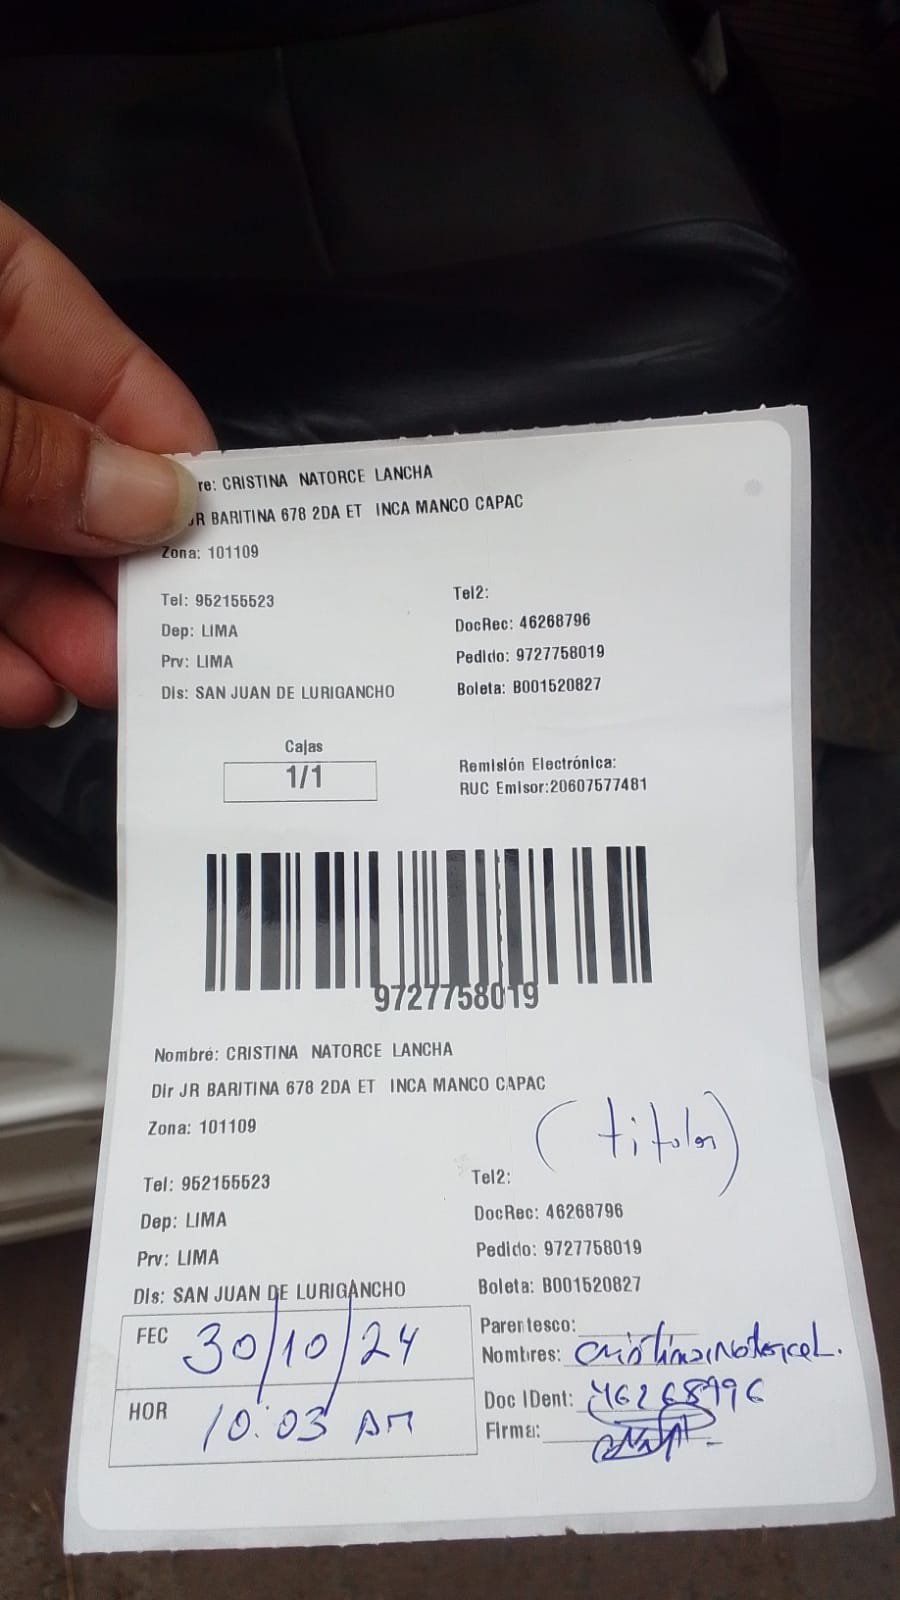 re: CRISTINA NATORCE LANCHA
JR BARITINA 678 2DA ET INCA MANCO CAPAC
Zona: 101109
Tel: 952155523
Tel2:
Dep: LIMA
DocRec: 46268796
Prv: LIMA
Pedido: 9727758019
Dis: SAN JUAN DE LURIGANCHO
Boleta: B001520827
Cajas
1/1
Remisión Electrónica:
RUC Emisor:20607577481
9727758019
Nombre: CRISTINA NATORCE LANCHA
Dir JR BARITINA 678 2DA ET INCA MANCO CAPAC
Zona: 101109
(titular)
Tel: 952155523
Tel2:
Dep: LIMA
DocRec: 46268796
Prv: LIMA
Pedido: 9727758019
Dis: SAN JUAN DE LURIGANCHO
Boleta: B001520827
FEC 30/10/24
Parentesco:
Nombres: Cristina Natorce L.
HOR 10:03 AM
Doc IDent: 46268796
Firma: